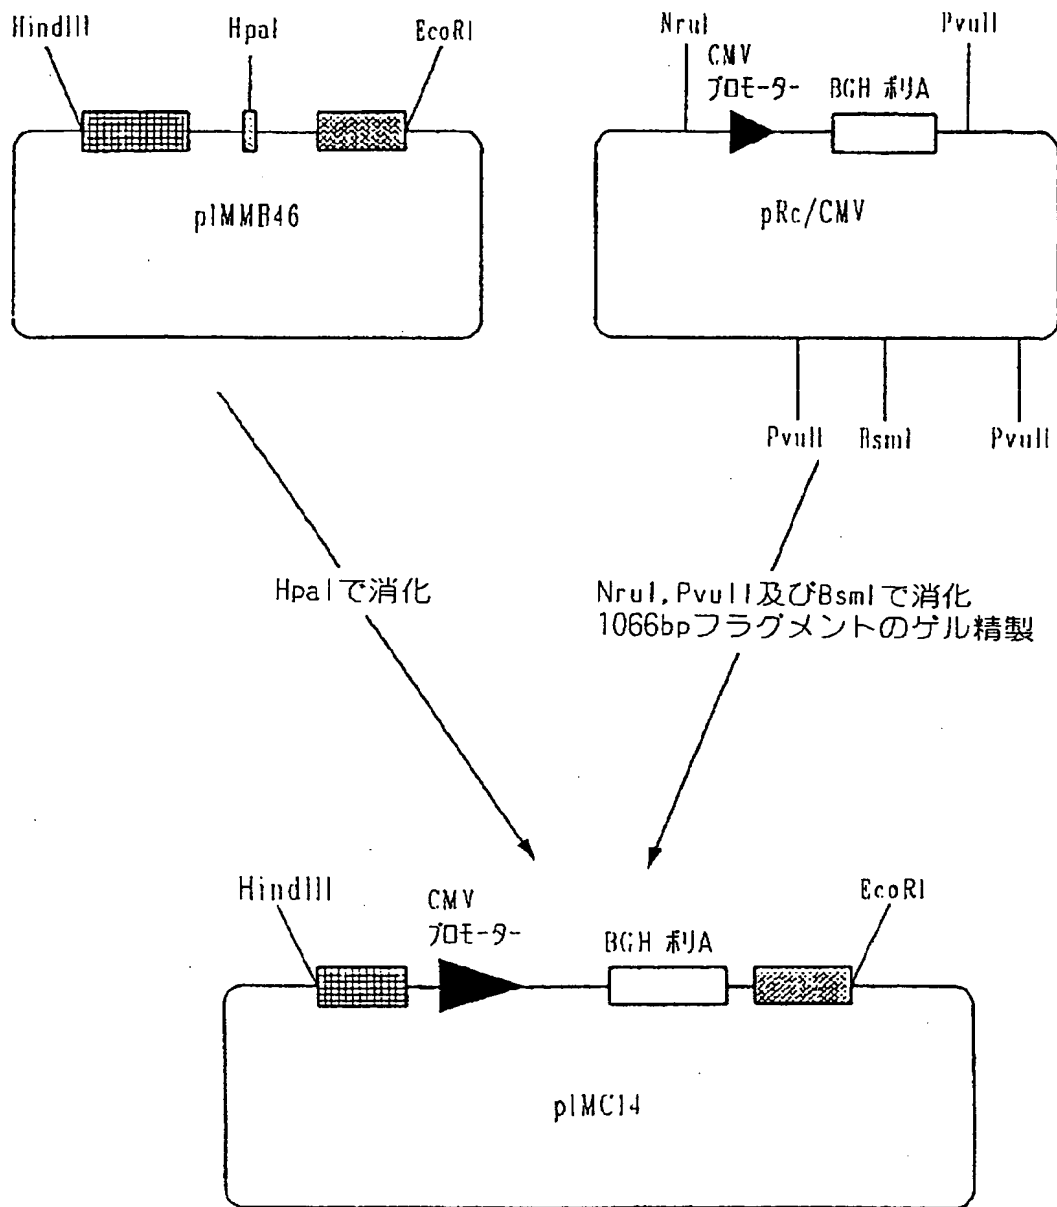 HindIII
HpaI
EcoRI
pIMMB46
NruI
PvuII
CMV
プロモーター
BGH ポリA
pRc/CMV
PvuII
BsmI
PvuII
HpaIで消化
NruI,PvuII及びBsmIで消化
1066bpフラグメントのゲル精製
HindIII
CMV
プロモーター
BGH ポリA
EcoRI
pIMC14